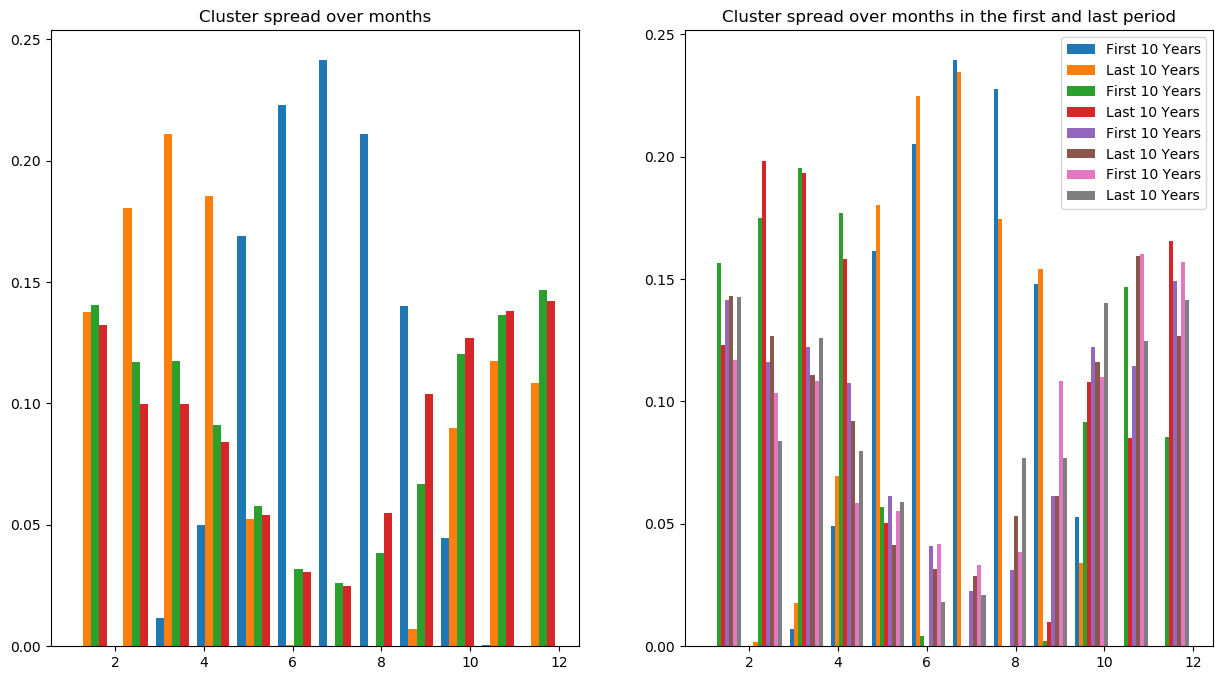 Cluster spread over months
0.25
0.20
0.15
0.10
0.05
0.00
2 4 6 8 10 12
Cluster spread over months in the first and last period
0.25
0.20
0.15
0.10
0.05
0.00
2 4 6 8 10 12
First 10 Years
Last 10 Years
First 10 Years
Last 10 Years
First 10 Years
Last 10 Years
First 10 Years
Last 10 Years